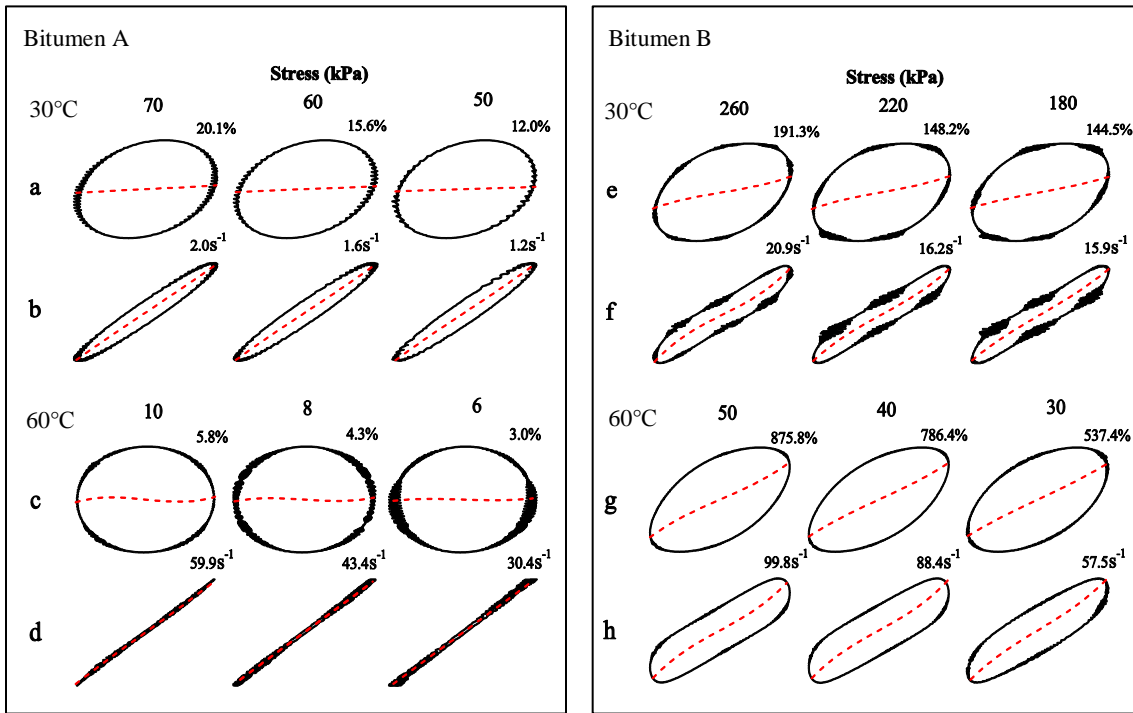 Bitumen A
Stress (kPa)
30°C
70 60 50
20.1% 15.6% 12.0%
a
2.0s⁻¹ 1.6s⁻¹ 1.2s⁻¹
b
60°C
10 8 6
5.8% 4.3% 3.0%
c
59.9s⁻¹ 43.4s⁻¹ 30.4s⁻¹
d
Bitumen B
Stress (kPa)
30°C
260 220 180
191.3% 148.2% 144.5%
e
20.9s⁻¹ 16.2s⁻¹ 15.9s⁻¹
f
60°C
50 40 30
875.8% 786.4% 537.4%
g
99.8s⁻¹ 88.4s⁻¹ 57.5s⁻¹
h